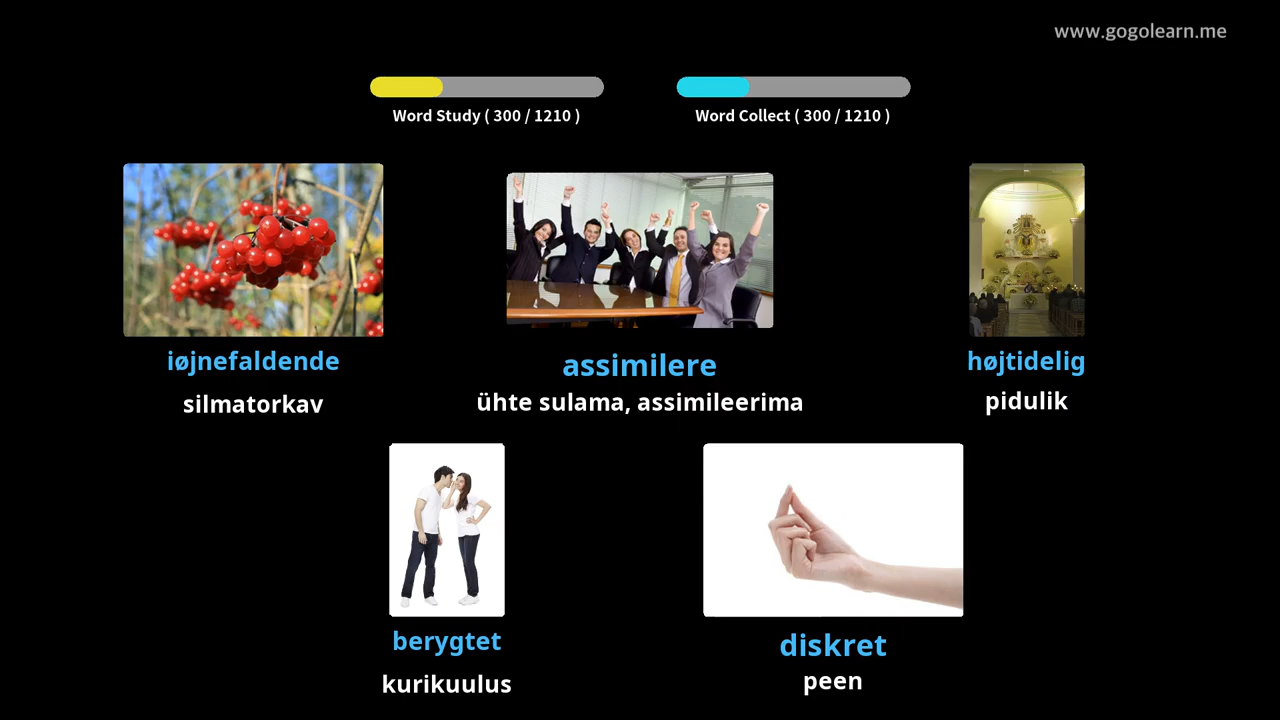 www.gogolearn.me
Word Study ( 300 / 1210 )
Word Collect ( 300 / 1210 )
iøjnefaldende
silmatorkav
assimilere
ühte sulama, assimileerima
højtidelig
pidulik
berygtet
kurikuulus
diskret
peen